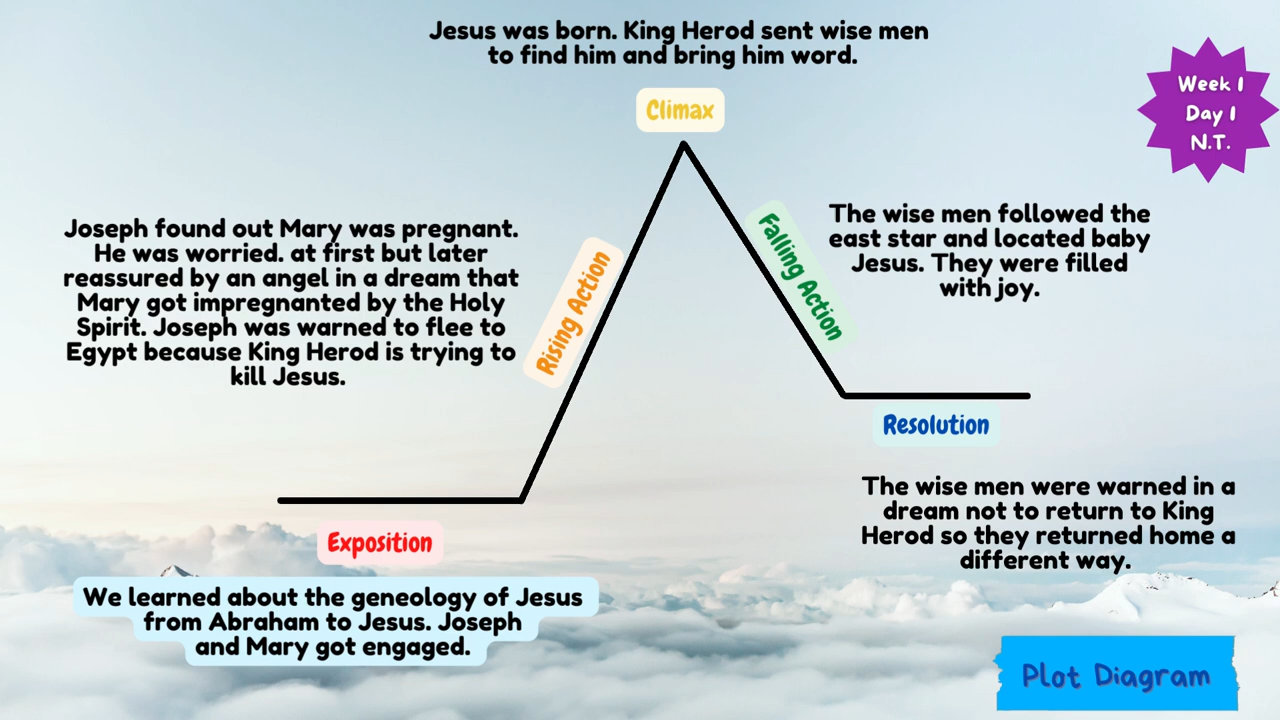 Jesus was born. King Herod sent wise men
to find him and bring him word.
Week 1
Day 1
N.T.
Climax
Joseph found out Mary was pregnant.
He was worried. at first but later
reassured by an angel in a dream that
Mary got impregnanted by the Holy
Spirit. Joseph was warned to flee to
Egypt because King Herod is trying to
kill Jesus.
Rising Action
Falling Action
The wise men followed the
east star and located baby
Jesus. They were filled
with joy.
Resolution
The wise men were warned in a
dream not to return to King
Herod so they returned home a
different way.
Exposition
We learned about the geneology of Jesus
from Abraham to Jesus. Joseph
and Mary got engaged.
Plot Diagram